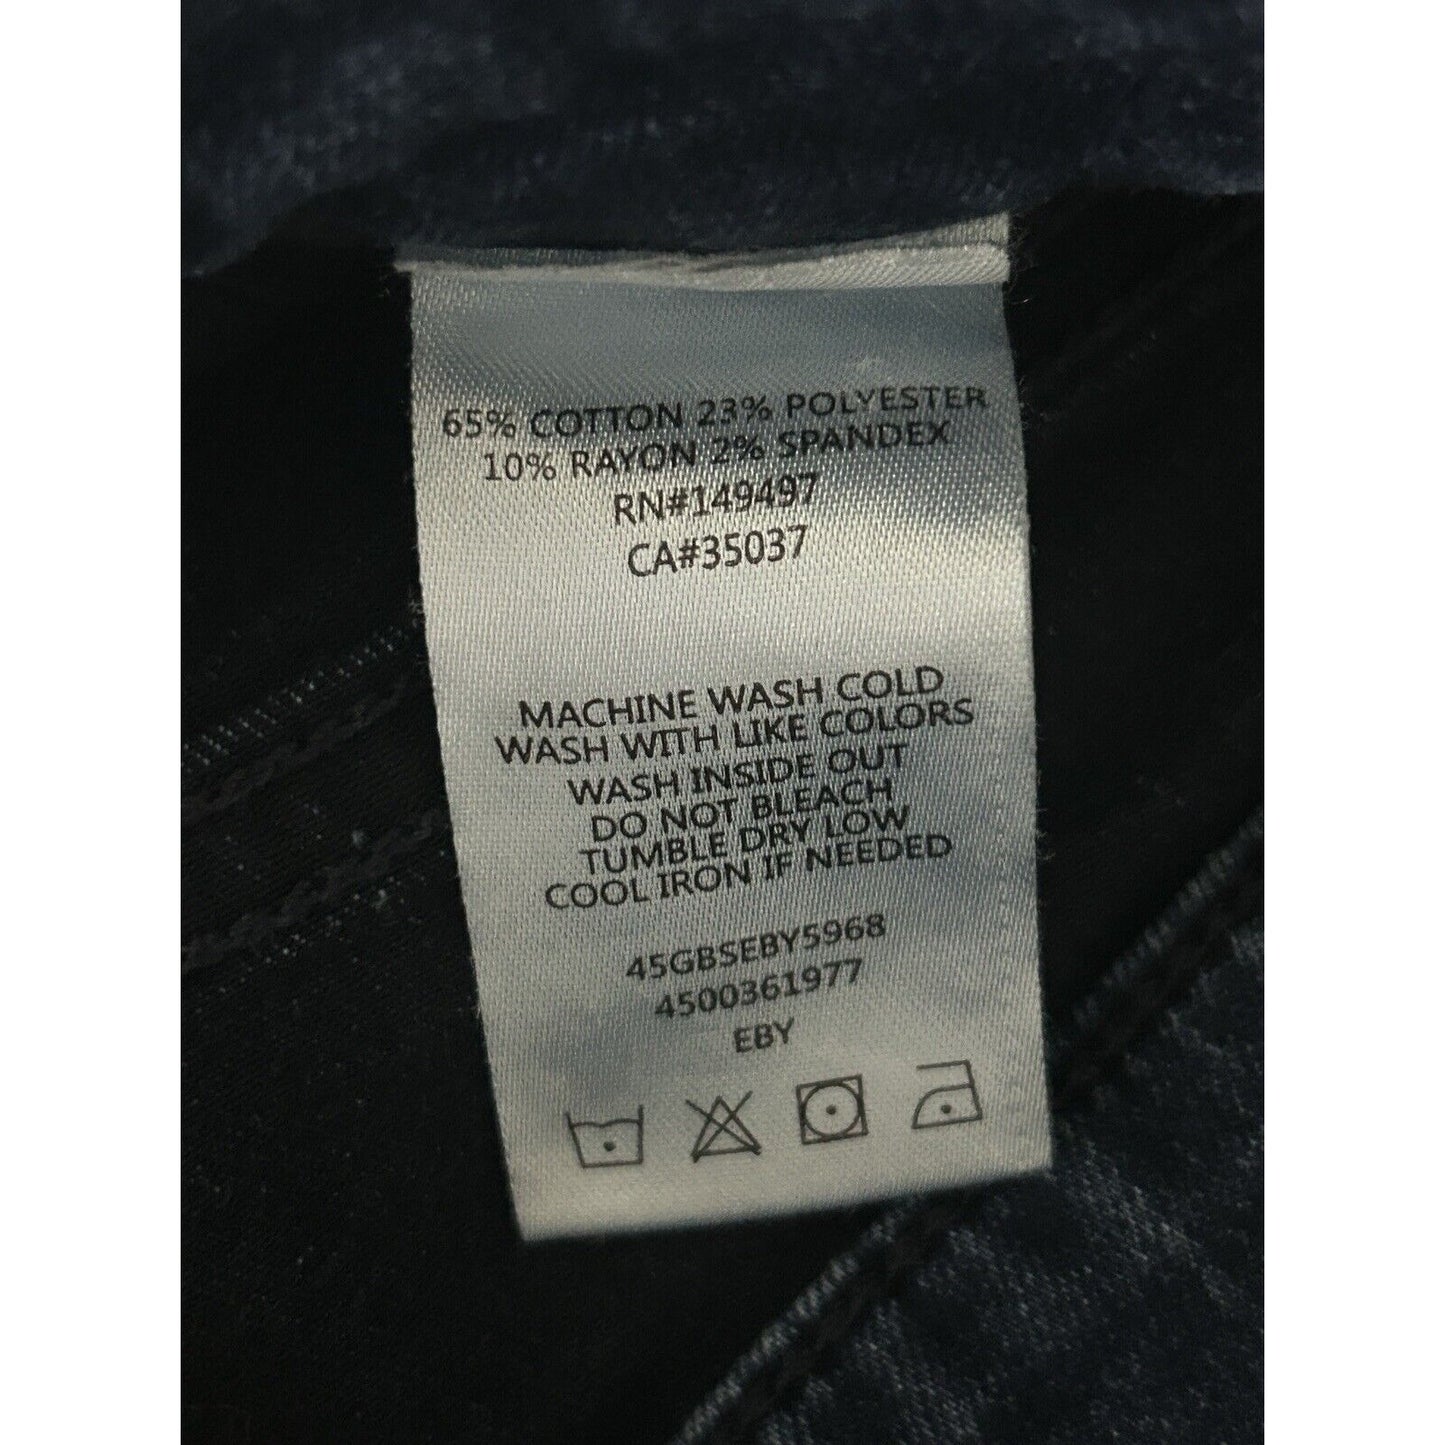 65% COTTON 23% POLYESTER
10% RAYON 2% SPANDEX
RN#149497
CA#35037
MACHINE WASH COLD
WASH WITH LIKE COLORS
WASH INSIDE OUT
DO NOT BLEACH
TUMBLE DRY LOW
COOL IRON IF NEEDED
45GBSEBY5968
4500361977
EBY